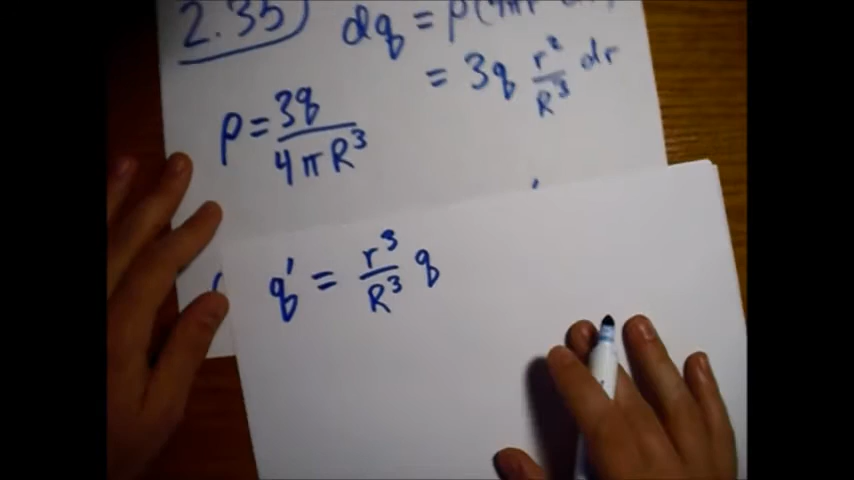 2.35
dq = ρ(4πr
= 3q r²/R³ dr
ρ = 3q/4πR³
q' = r³/R³ q